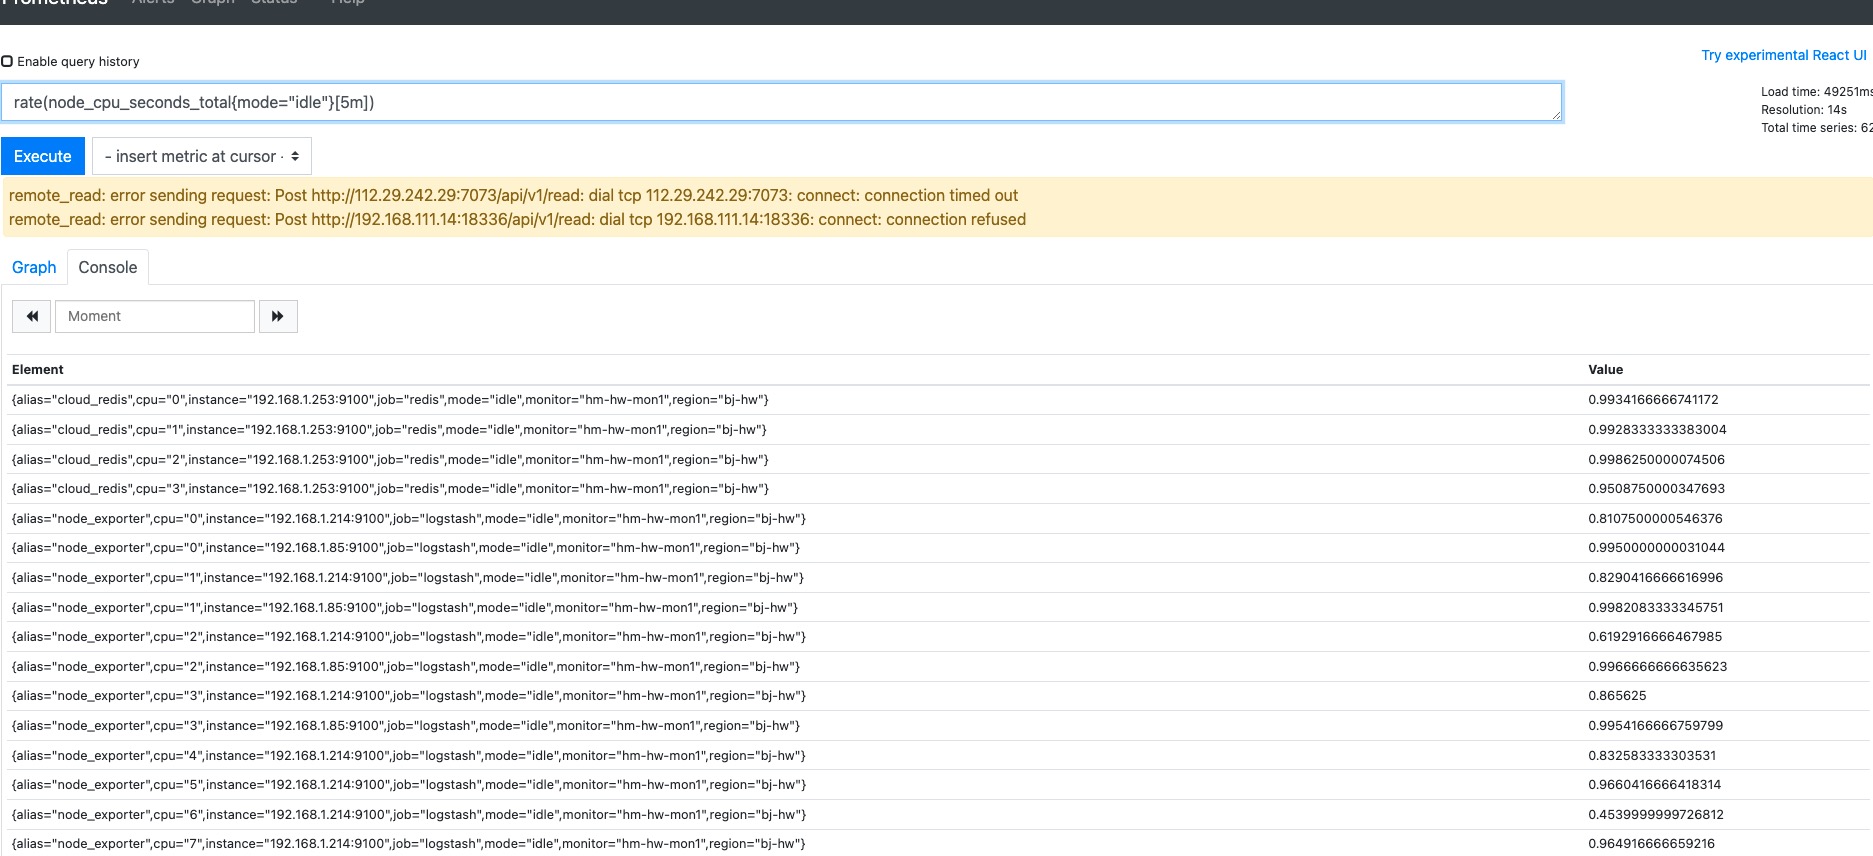 Prometheus Alerts Graph Status Help
Enable query history
Try experimental React UI
rate(node_cpu_seconds_total{mode="idle"}[5m])
Load time: 49251ms
Resolution: 14s
Total time series: 62
Execute
- insert metric at cursor -
remote_read: error sending request: Post http://112.29.242.29:7073/api/v1/read: dial tcp 112.29.242.29:7073: connect: connection timed out
remote_read: error sending request: Post http://192.168.111.14:18336/api/v1/read: dial tcp 192.168.111.14:18336: connect: connection refused
Graph Console
Moment
Element Value
{alias="cloud_redis",cpu="0",instance="192.168.1.253:9100",job="redis",mode="idle",monitor="hm-hw-mon1",region="bj-hw"} 0.9934166666741172
{alias="cloud_redis",cpu="1",instance="192.168.1.253:9100",job="redis",mode="idle",monitor="hm-hw-mon1",region="bj-hw"} 0.9928333333383004
{alias="cloud_redis",cpu="2",instance="192.168.1.253:9100",job="redis",mode="idle",monitor="hm-hw-mon1",region="bj-hw"} 0.9986250000074506
{alias="cloud_redis",cpu="3",instance="192.168.1.253:9100",job="redis",mode="idle",monitor="hm-hw-mon1",region="bj-hw"} 0.9508750000347693
{alias="node_exporter",cpu="0",instance="192.168.1.214:9100",job="logstash",mode="idle",monitor="hm-hw-mon1",region="bj-hw"} 0.8107500000546376
{alias="node_exporter",cpu="0",instance="192.168.1.85:9100",job="logstash",mode="idle",monitor="hm-hw-mon1",region="bj-hw"} 0.9950000000031044
{alias="node_exporter",cpu="1",instance="192.168.1.214:9100",job="logstash",mode="idle",monitor="hm-hw-mon1",region="bj-hw"} 0.8290416666616996
{alias="node_exporter",cpu="1",instance="192.168.1.85:9100",job="logstash",mode="idle",monitor="hm-hw-mon1",region="bj-hw"} 0.9982083333345751
{alias="node_exporter",cpu="2",instance="192.168.1.214:9100",job="logstash",mode="idle",monitor="hm-hw-mon1",region="bj-hw"} 0.6192916666467985
{alias="node_exporter",cpu="2",instance="192.168.1.85:9100",job="logstash",mode="idle",monitor="hm-hw-mon1",region="bj-hw"} 0.9966666666635623
{alias="node_exporter",cpu="3",instance="192.168.1.214:9100",job="logstash",mode="idle",monitor="hm-hw-mon1",region="bj-hw"} 0.865625
{alias="node_exporter",cpu="3",instance="192.168.1.85:9100",job="logstash",mode="idle",monitor="hm-hw-mon1",region="bj-hw"} 0.9954166666759799
{alias="node_exporter",cpu="4",instance="192.168.1.214:9100",job="logstash",mode="idle",monitor="hm-hw-mon1",region="bj-hw"} 0.832583333303531
{alias="node_exporter",cpu="5",instance="192.168.1.214:9100",job="logstash",mode="idle",monitor="hm-hw-mon1",region="bj-hw"} 0.9660416666418314
{alias="node_exporter",cpu="6",instance="192.168.1.214:9100",job="logstash",mode="idle",monitor="hm-hw-mon1",region="bj-hw"} 0.4539999999726812
{alias="node_exporter",cpu="7",instance="192.168.1.214:9100",job="logstash",mode="idle",monitor="hm-hw-mon1",region="bj-hw"} 0.964916666659216